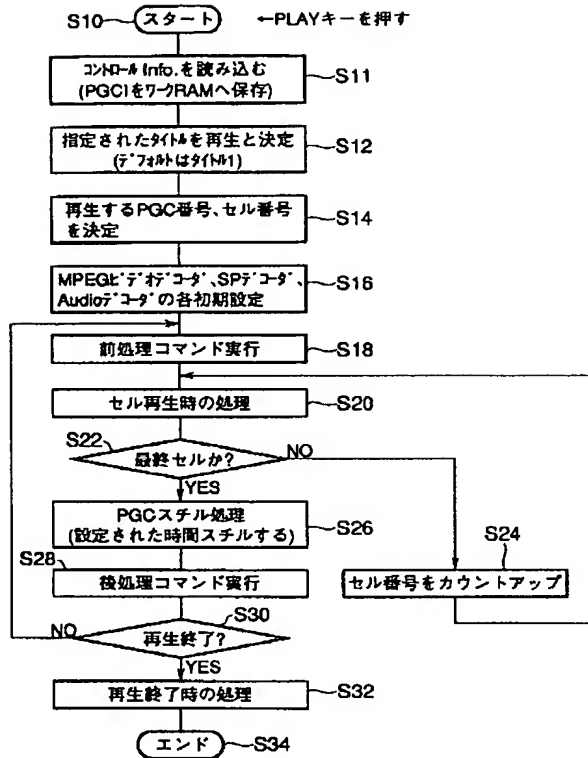 S10 スタート ←PLAYキーを押す
コントロールInfo.を読み込む
(PGCIをワークRAMへ保存)
S11
指定されたタイトルを再生と決定
(デフォルトはタイトル1)
S12
再生するPGC番号、セル番号
を決定
S14
MPEGビデオデコーダ、SPデコーダ、
Audioデコーダの各初期設定
S16
前処理コマンド実行
S18
セル再生時の処理
S20
S22
最終セルか?
NO
YES
PGCスチル処理
(設定された時間スチルする)
S26
S24
セル番号をカウントアップ
S28
後処理コマンド実行
S30
再生終了?
NO
YES
再生終了時の処理
S32
エンド
S34